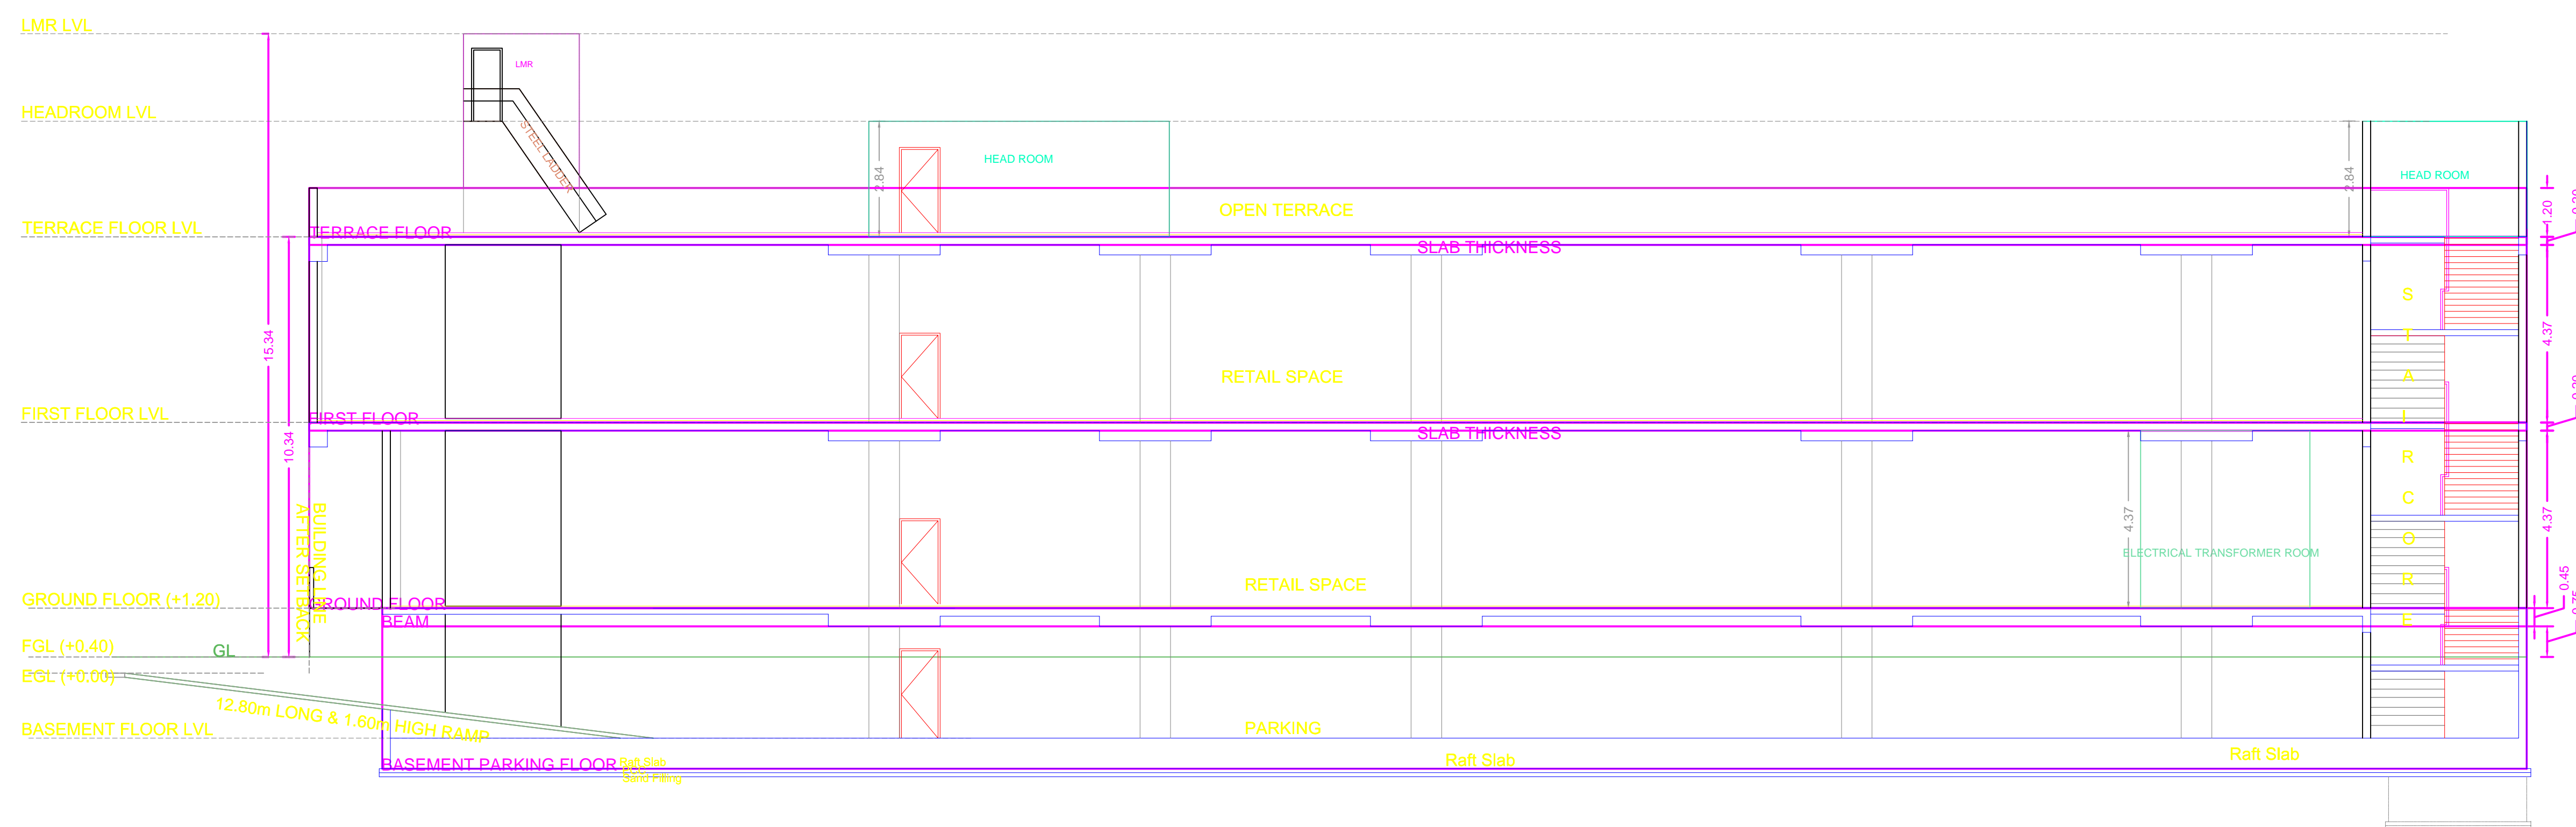 LMR LVL
LMR
HEADROOM LVL
STEEL LADDER
HEAD ROOM
2.84
2.84
HEAD ROOM
OPEN TERRACE
1.20
TERRACE FLOOR LVL
TERRACE FLOOR
SLAB THICKNESS
15.34
S
T
A
I
R
C
O
R
E
4.37
RETAIL SPACE
FIRST FLOOR LVL
FIRST FLOOR
SLAB THICKNESS
10.34
4.37
4.37
BUILDING LINE
AFTER SETBACK
ELECTRICAL TRANSFORMER ROOM
RETAIL SPACE
0.45
GROUND FLOOR (+1.20)
GROUND FLOOR
BEAM
FGL (+0.40)
GL
EGL (+0.00)
12.80m LONG & 1.60m HIGH RAMP
BASEMENT FLOOR LVL
PARKING
BASEMENT PARKING FLOOR
Raft Slab
Sand Filling
Raft Slab
Raft Slab